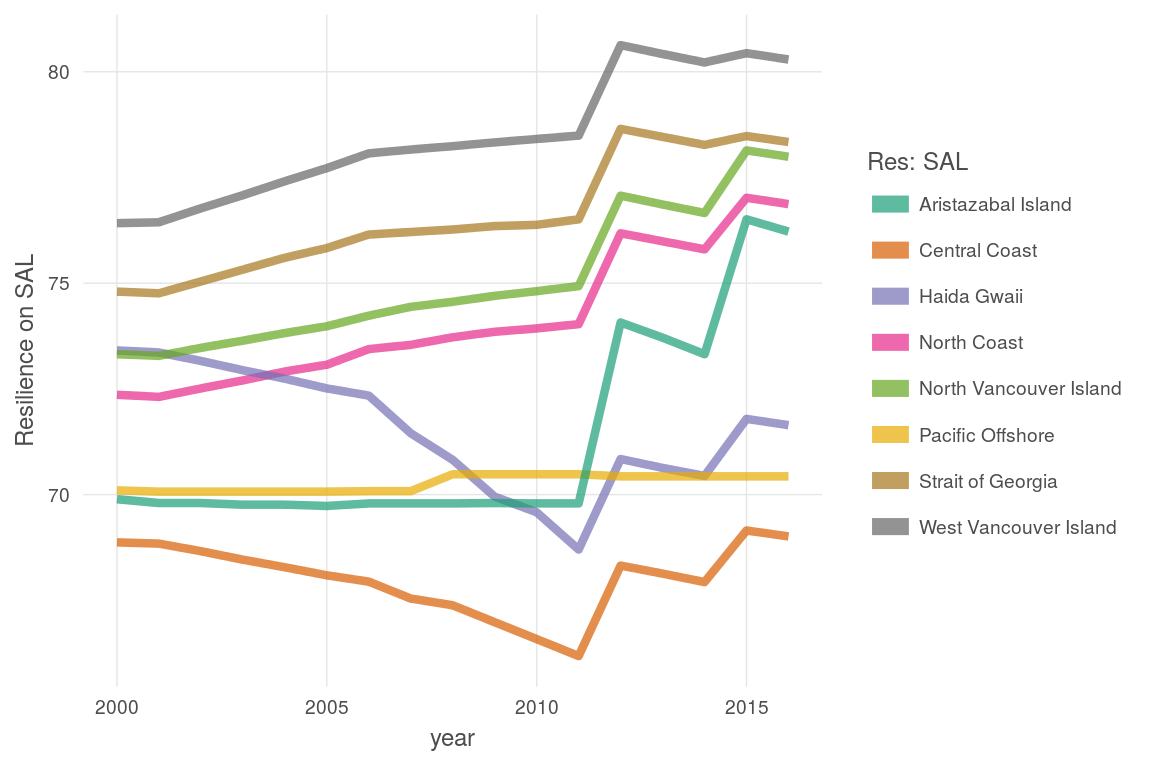 80
75
70
Resilience on SAL
2000 2005 2010 2015
year
Res: SAL
Aristazabal Island
Central Coast
Haida Gwaii
North Coast
North Vancouver Island
Pacific Offshore
Strait of Georgia
West Vancouver Island